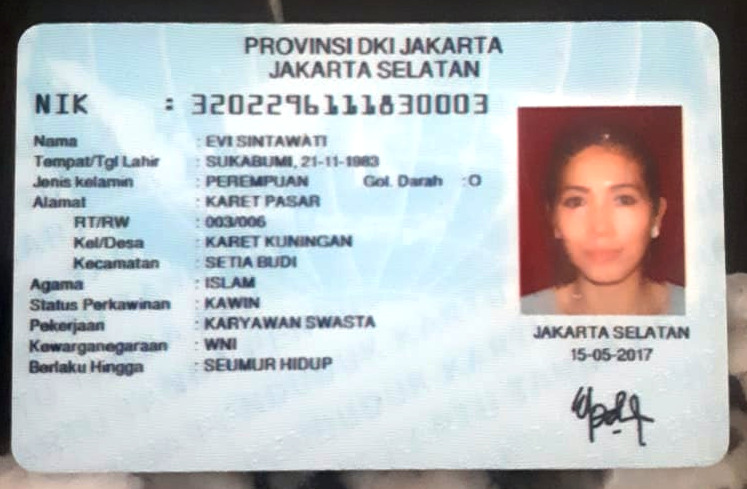 PROVINSI DKI JAKARTA
JAKARTA SELATAN
NIK : 3202296111830003
Nama : EVI SINTAWATI
Tempat/Tgl Lahir : SUKABUMI, 21-11-1983
Jenis kelamin : PEREMPUAN Gol. Darah :O
Alamat : KARET PASAR
RT/RW : 003/006
Kel/Desa : KARET KUNINGAN
Kecamatan : SETIA BUDI
Agama : ISLAM
Status Perkawinan : KAWIN
Pekerjaan : KARYAWAN SWASTA
Kewarganegaraan : WNI
Berlaku Hingga : SEUMUR HIDUP
JAKARTA SELATAN
15-05-2017